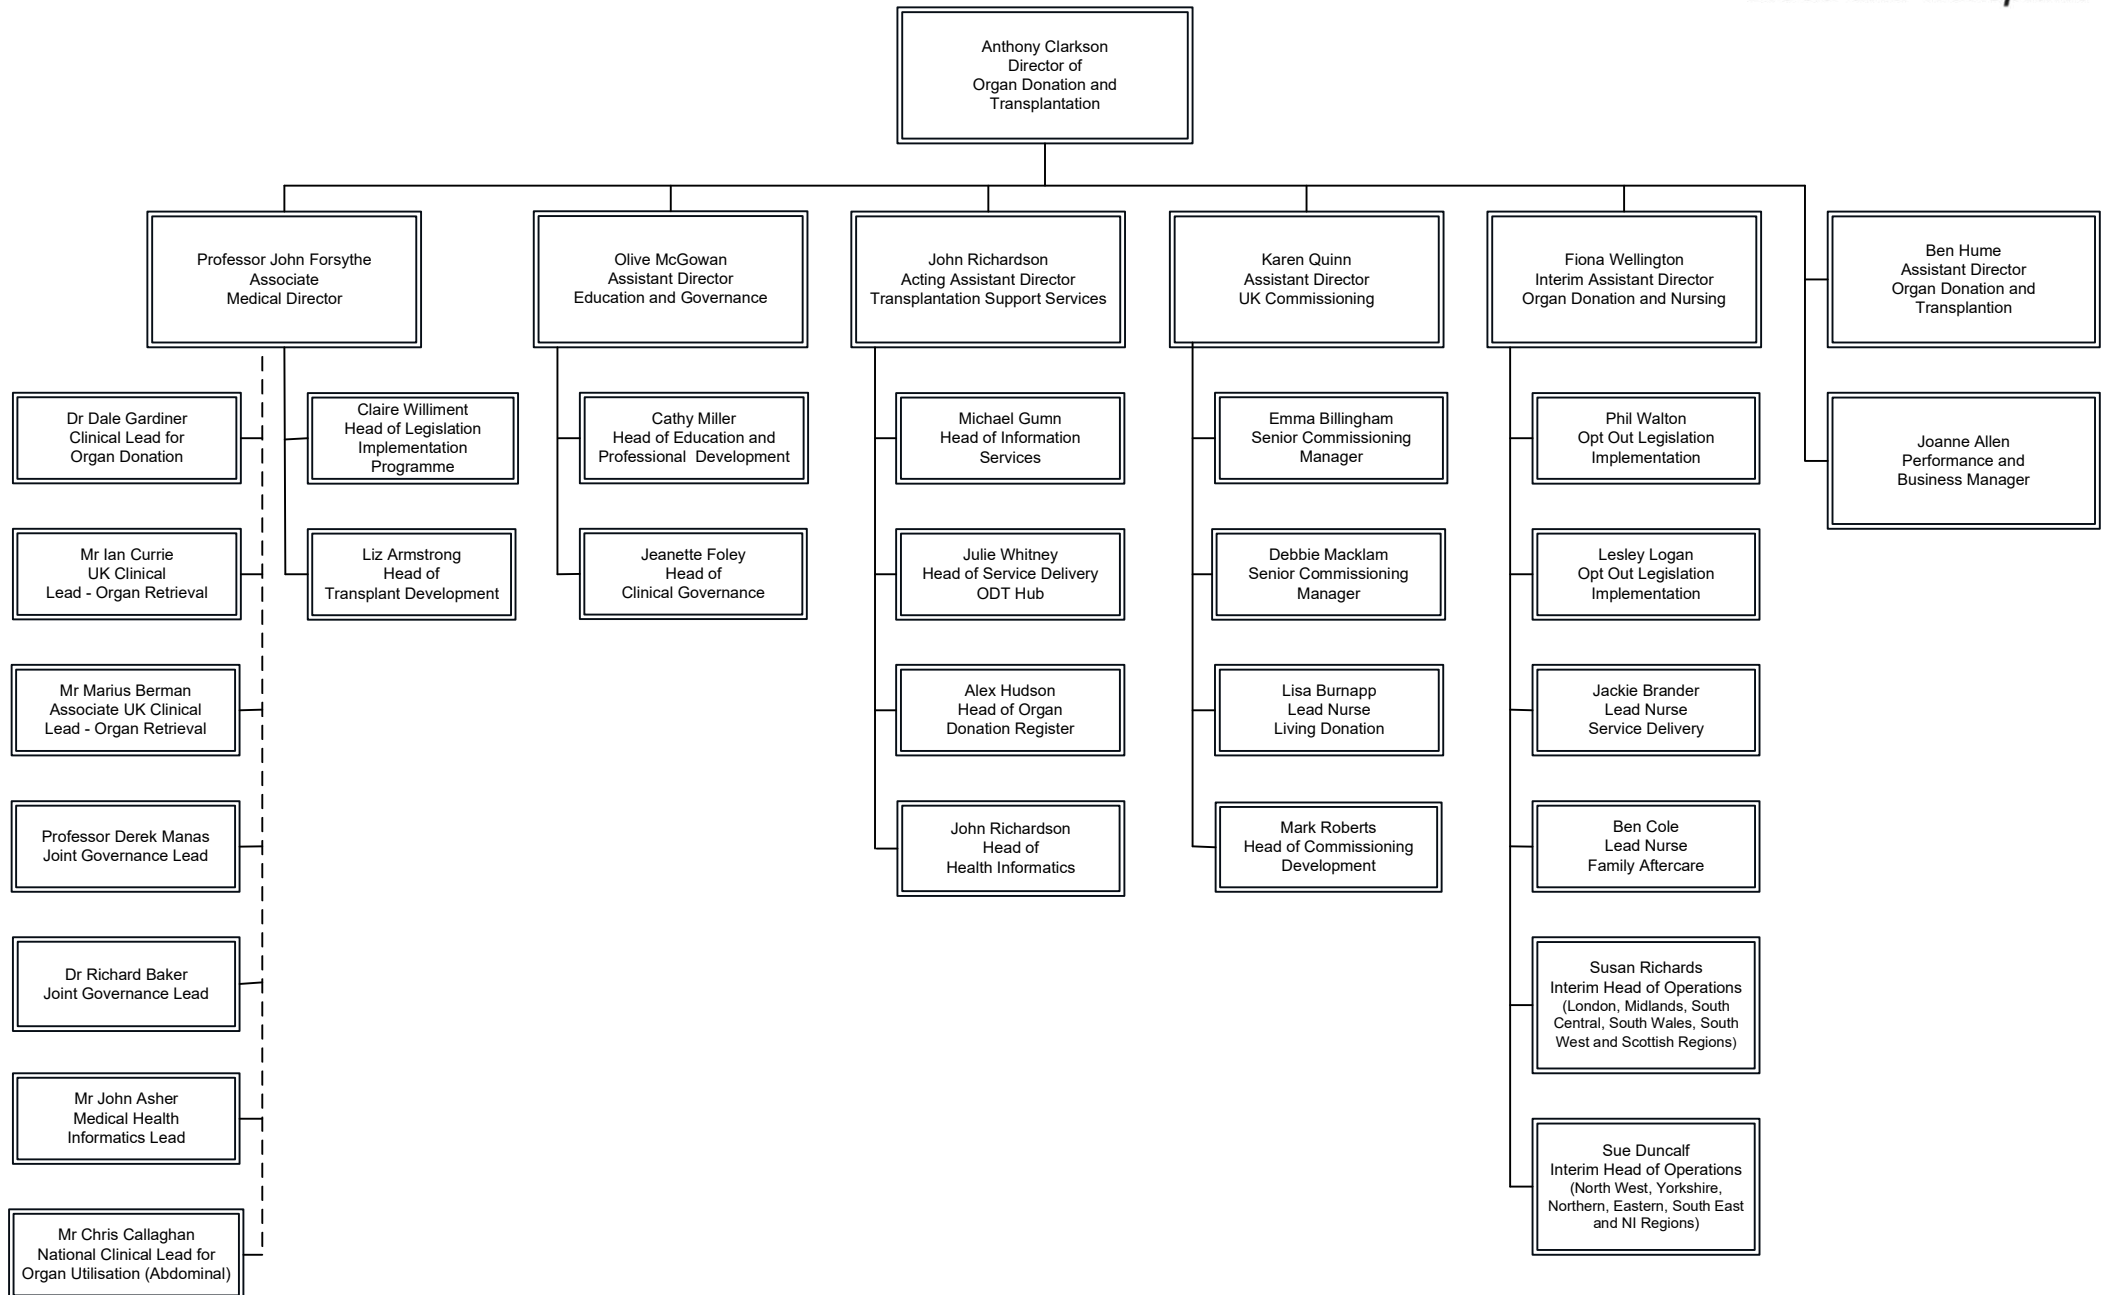 Anthony Clarkson
Director of
Organ Donation and
Transplantation
Professor John Forsythe
Associate
Medical Director
Olive McGowan
Assistant Director
Education and Governance
John Richardson
Acting Assistant Director
Transplantation Support Services
Karen Quinn
Assistant Director
UK Commissioning
Fiona Wellington
Interim Assistant Director
Organ Donation and Nursing
Ben Hume
Assistant Director
Organ Donation and
Transplantion
Dr Dale Gardiner
Clinical Lead for
Organ Donation
Claire Williment
Head of Legislation
Implementation
Programme
Cathy Miller
Head of Education and
Professional Development
Michael Gumn
Head of Information
Services
Emma Billingham
Senior Commissioning
Manager
Phil Walton
Opt Out Legislation
Implementation
Joanne Allen
Performance and
Business Manager
Mr Ian Currie
UK Clinical
Lead - Organ Retrieval
Liz Armstrong
Head of
Transplant Development
Jeanette Foley
Head of
Clinical Governance
Julie Whitney
Head of Service Delivery
ODT Hub
Debbie Macklam
Senior Commissioning
Manager
Lesley Logan
Opt Out Legislation
Implementation
Mr Marius Berman
Associate UK Clinical
Lead - Organ Retrieval
Alex Hudson
Head of Organ
Donation Register
Lisa Burnapp
Lead Nurse
Living Donation
Jackie Brander
Lead Nurse
Service Delivery
Professor Derek Manas
Joint Governance Lead
John Richardson
Head of
Health Informatics
Mark Roberts
Head of Commissioning
Development
Ben Cole
Lead Nurse
Family Aftercare
Dr Richard Baker
Joint Governance Lead
Susan Richards
Interim Head of Operations
(London, Midlands, South
Central, South Wales, South
West and Scottish Regions)
Mr John Asher
Medical Health
Informatics Lead
Sue Duncalf
Interim Head of Operations
(North West, Yorkshire,
Northern, Eastern, South East
and NI Regions)
Mr Chris Callaghan
National Clinical Lead for
Organ Utilisation (Abdominal)